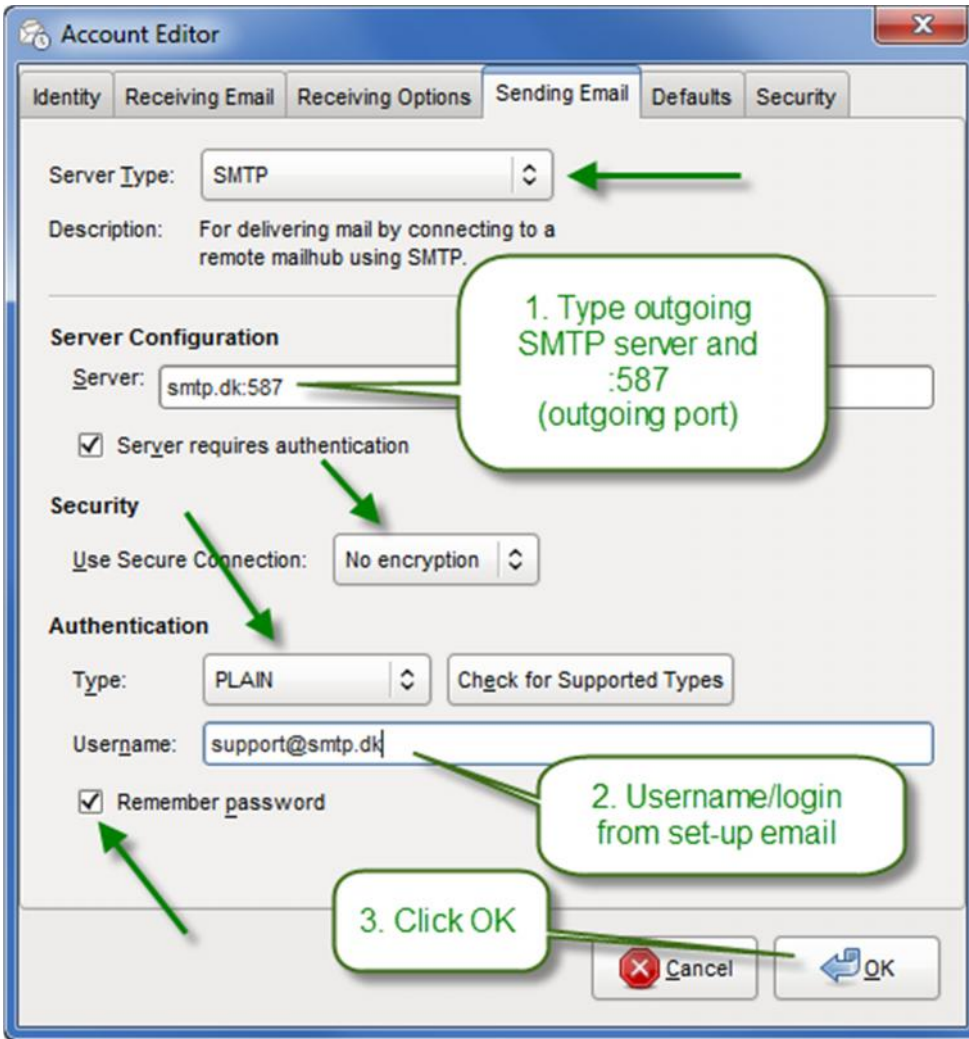 Account Editor
Identity Receiving Email Receiving Options Sending Email Defaults Security
Server Type: SMTP
Description: For delivering mail by connecting to a
remote mailhub using SMTP.
1. Type outgoing
SMTP server and
:587
(outgoing port)
Server Configuration
Server: smtp.dk:587
Server requires authentication
Security
Use Secure Connection: No encryption
Authentication
Type: PLAIN Check for Supported Types
Username: support@smtp.dk
2. Username/login
from set-up email
Remember password
3. Click OK
Cancel OK